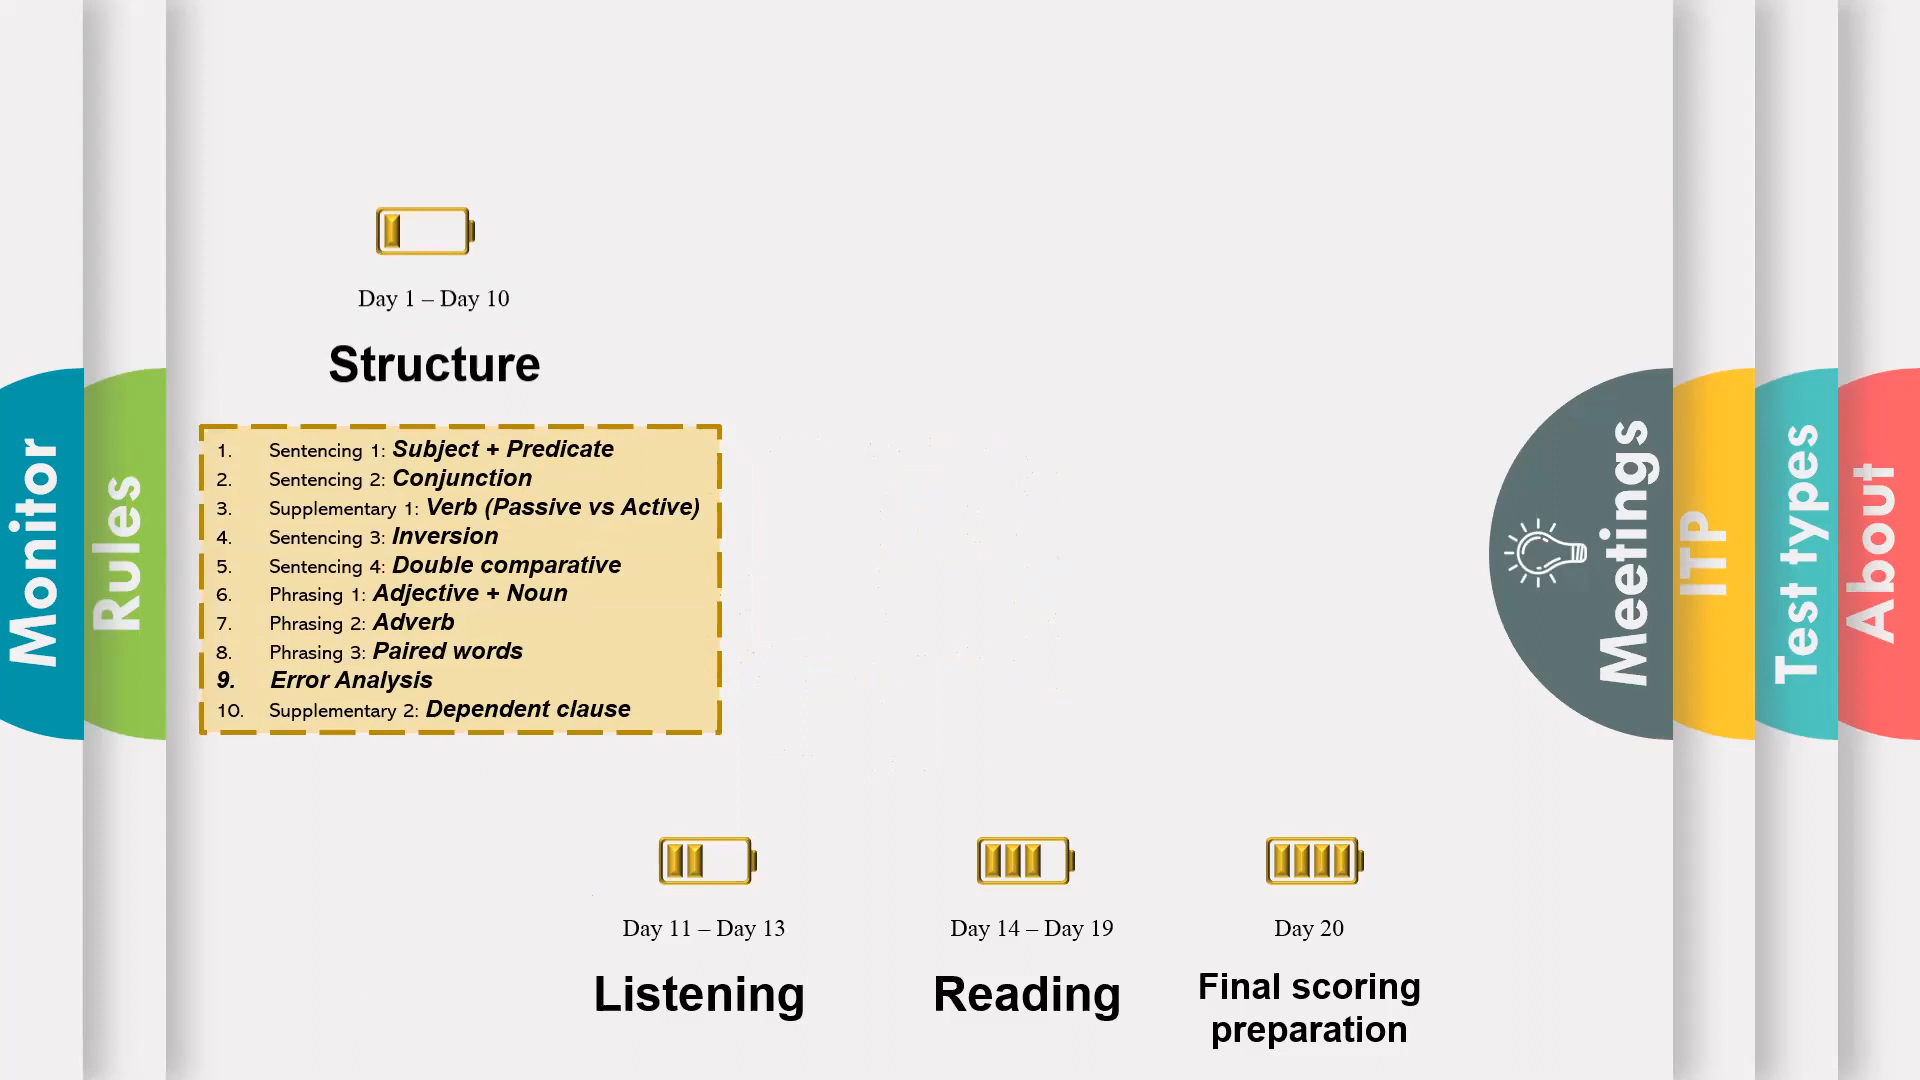 Monitor
Rules
Day 1 – Day 10
Structure
1. Sentencing 1: Subject + Predicate
2. Sentencing 2: Conjunction
3. Supplementary 1: Verb (Passive vs Active)
4. Sentencing 3: Inversion
5. Sentencing 4: Double comparative
6. Phrasing 1: Adjective + Noun
7. Phrasing 2: Adverb
8. Phrasing 3: Paired words
9. Error Analysis
10. Supplementary 2: Dependent clause
Day 11 – Day 13
Listening
Day 14 – Day 19
Reading
Day 20
Final scoring
preparation
Meetings
ITP
Test types
About